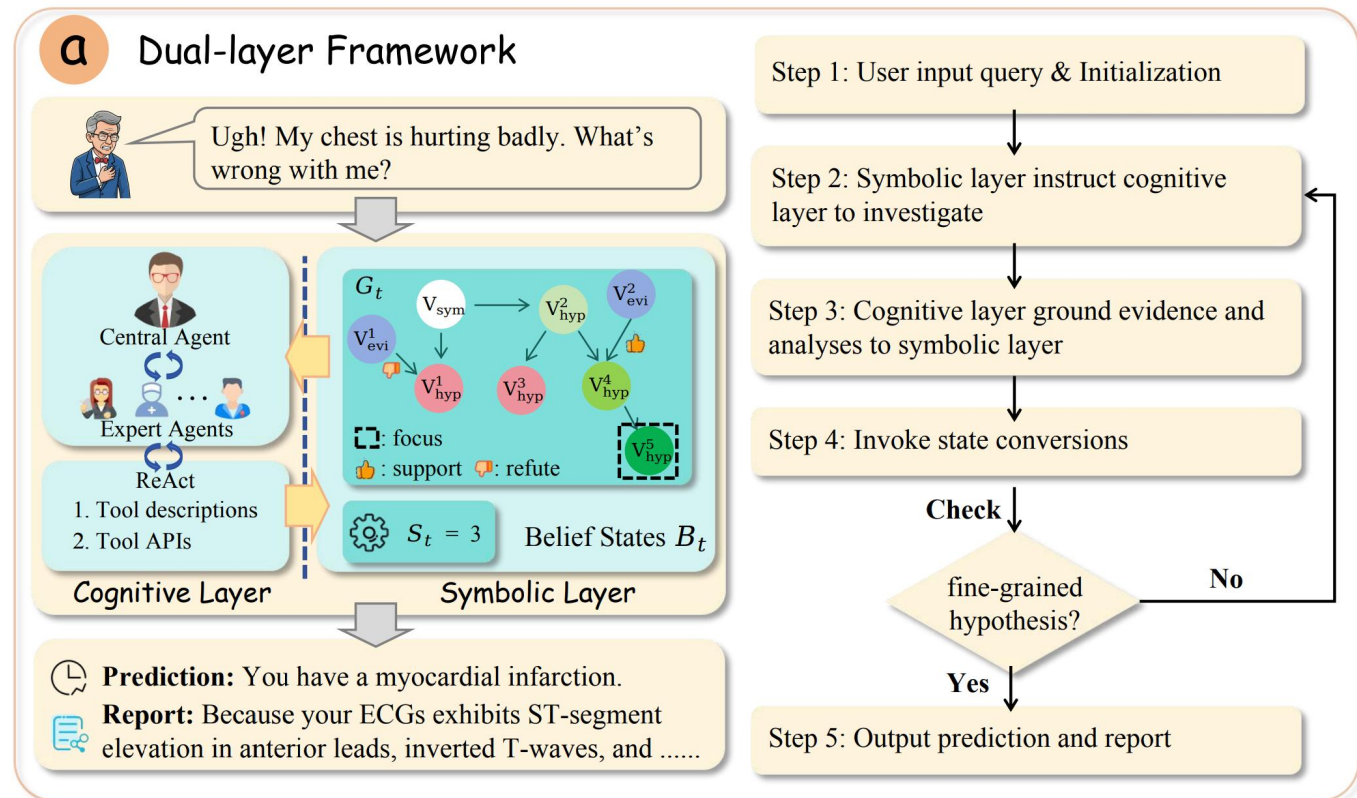 a Dual-layer Framework
Ugh! My chest is hurting badly. What's
wrong with me?
Central Agent
...
Expert Agents
ReAct
1. Tool descriptions
2. Tool APIs
Cognitive Layer
G_t
V_sym
V^1_evi
V^2_hyp
V^2_evi
V^1_hyp
V^3_hyp
V^4_hyp
V^5_hyp
: focus
: support : refute
S_t = 3
Belief States B_t
Symbolic Layer
Prediction: You have a myocardial infarction.
Report: Because your ECGs exhibits ST-segment
elevation in anterior leads, inverted T-waves, and ......
Step 1: User input query & Initialization
Step 2: Symbolic layer instruct cognitive
layer to investigate
Step 3: Cognitive layer ground evidence and
analyses to symbolic layer
Step 4: Invoke state conversions
Check
fine-grained
hypothesis?
No
Yes
Step 5: Output prediction and report